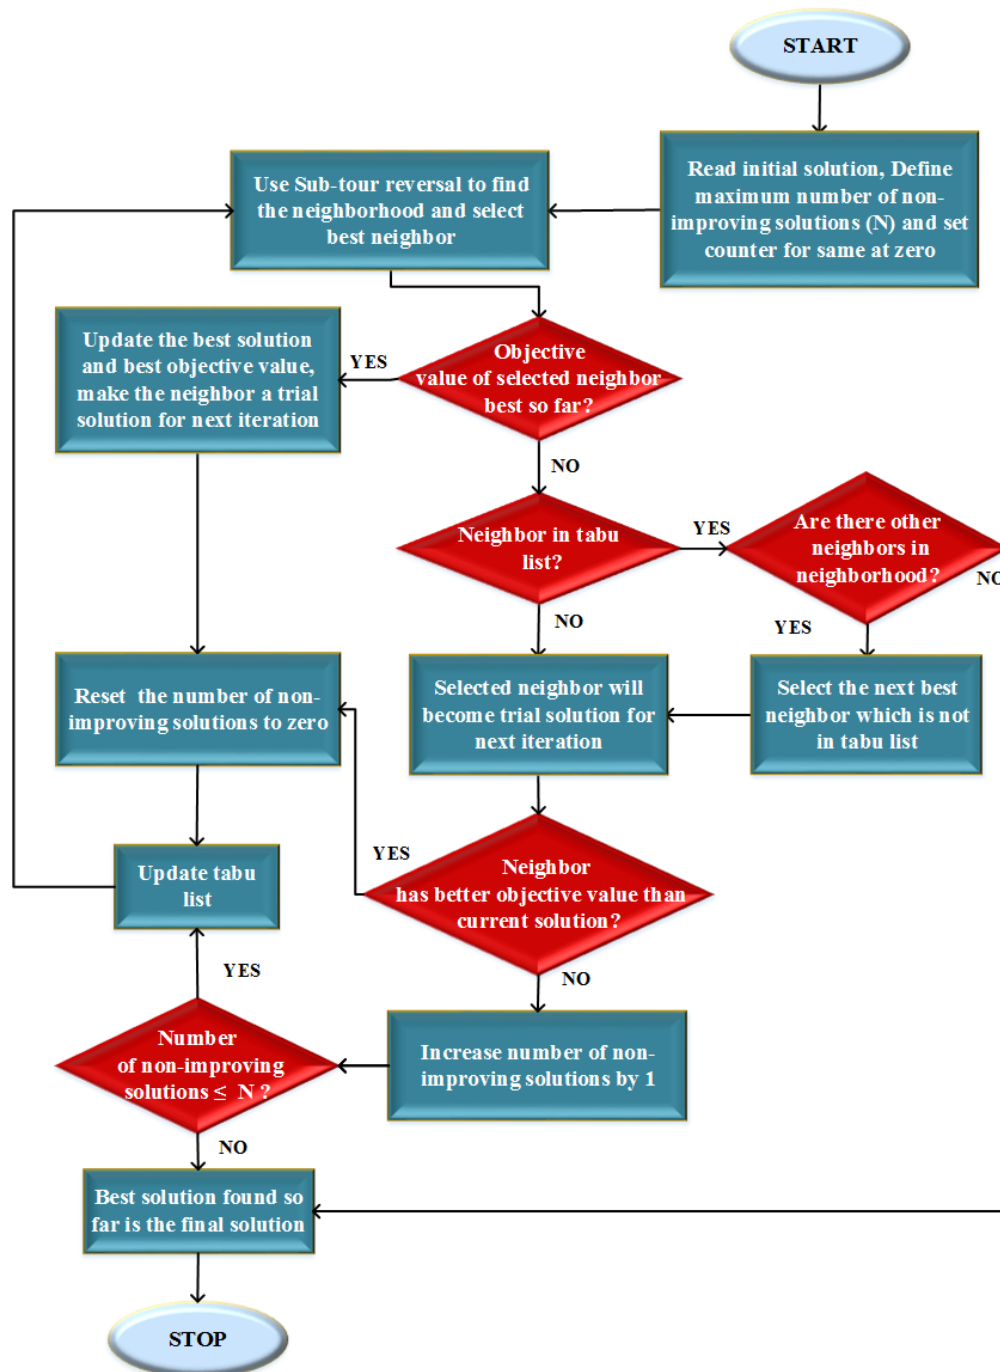 START
Read initial solution, Define
maximum number of non-
improving solutions (N) and set
counter for same at zero
Use Sub-tour reversal to find
the neighborhood and select
best neighbor
Objective
value of selected neighbor
best so far?
YES
Update the best solution
and best objective value,
make the neighbor a trial
solution for next iteration
NO
Neighbor in tabu
list?
YES
Are there other
neighbors in
neighborhood?
NO
NO
YES
Reset the number of non-
improving solutions to zero
Selected neighbor will
become trial solution for
next iteration
Select the next best
neighbor which is not
in tabu list
Update tabu
list
YES
Neighbor
has better objective value than
current solution?
NO
YES
Number
of non-improving
solutions ≤ N ?
Increase number of non-
improving solutions by 1
NO
Best solution found so
far is the final solution
STOP